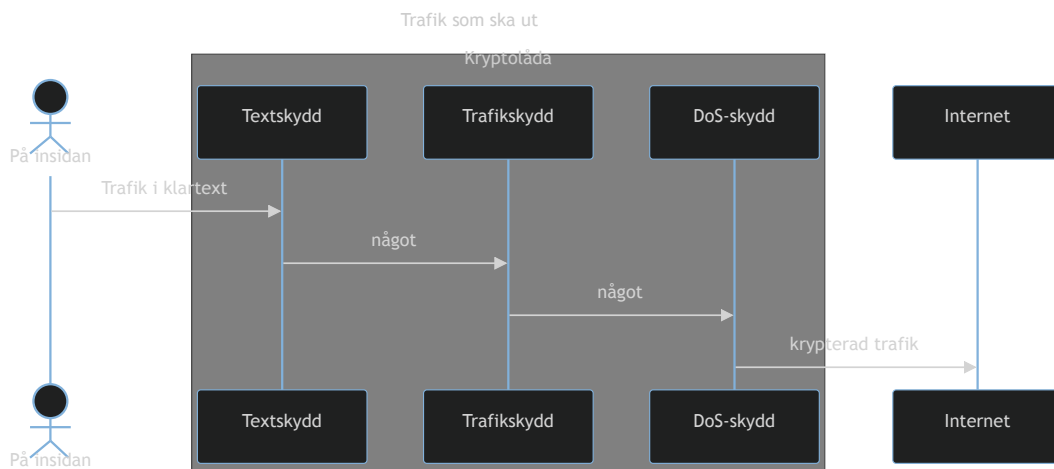 Trafik som ska ut
Kryptolåda
Textskydd
Trafikskydd
DoS-skydd
Internet
På insidan
Trafik i klartext
något
något
krypterad trafik
Textskydd
Trafikskydd
DoS-skydd
Internet
På insidan